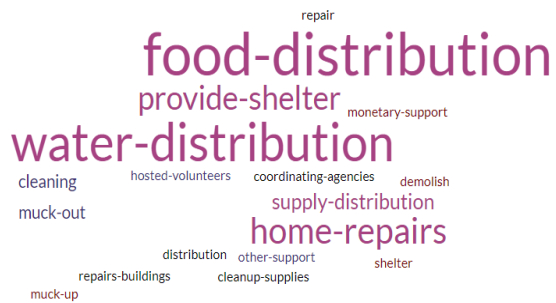 repair
food-distribution
provide-shelter
monetary-support
water-distribution
cleaning
hosted-volunteers
coordinating-agencies
demolish
muck-out
supply-distribution
home-repairs
distribution
other-support
shelter
repairs-buildings
cleanup-supplies
muck-up